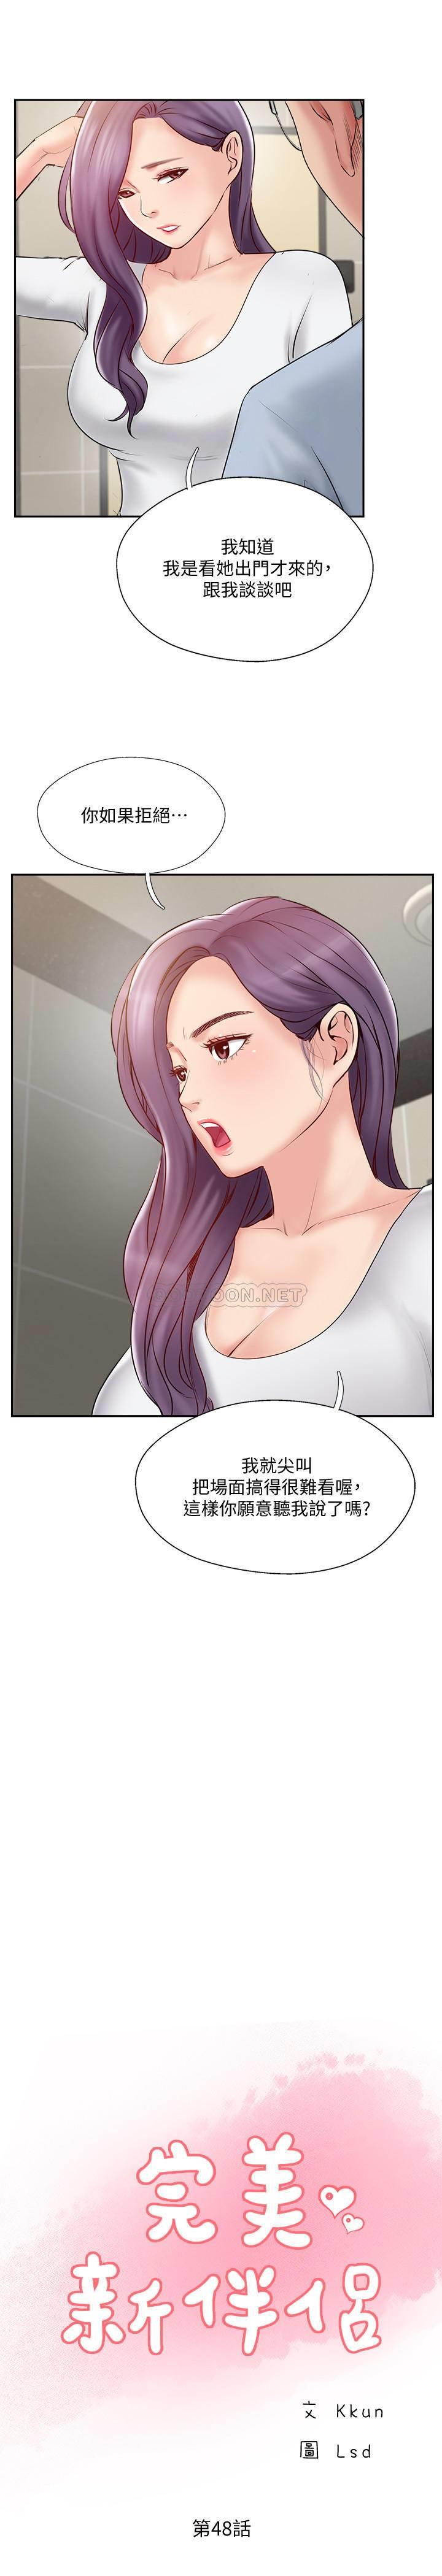 我知道
我是看她出門才來的，
跟我談談吧
你如果拒絕⋯
我就尖叫
把場面搞得很難看喔，
這樣你願意聽我說了嗎?
完美
新伴侶
文 Kkun
圖 Lsd
第48話